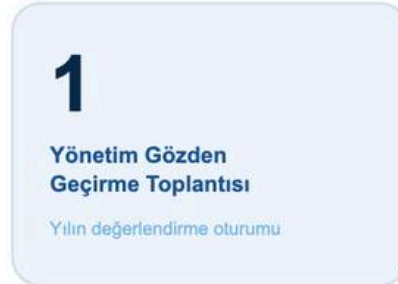 1
Yönetim Gözden
Geçirme Toplantısı
Yılın değerlendirme oturumu